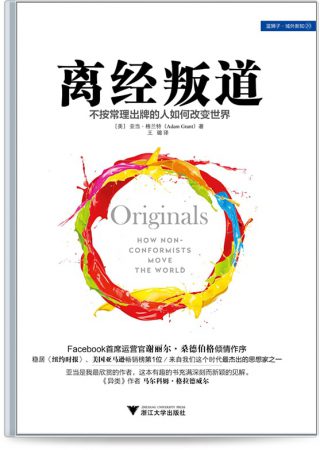 蓝狮子·域外新知
离经叛道
不按常理出牌的人如何改变世界
［美］亚当·格兰特（Adam Grant）著
王璐 译
Originals
HOW NON-
CONFORMISTS
MOVE
THE WORLD
Facebook首席运营官谢丽尔·桑德伯格倾情作序
稳居《纽约时报》、美国亚马逊畅销榜第1位／来自我们这个时代最杰出的思想家之一
亚当是我最欣赏的作者，这本有趣的书充满深刻而新颖的见解。
《异类》作者 马尔科姆·格拉德威尔
ZHEJIANG UNIVERSITY PRESS
浙江大学出版社